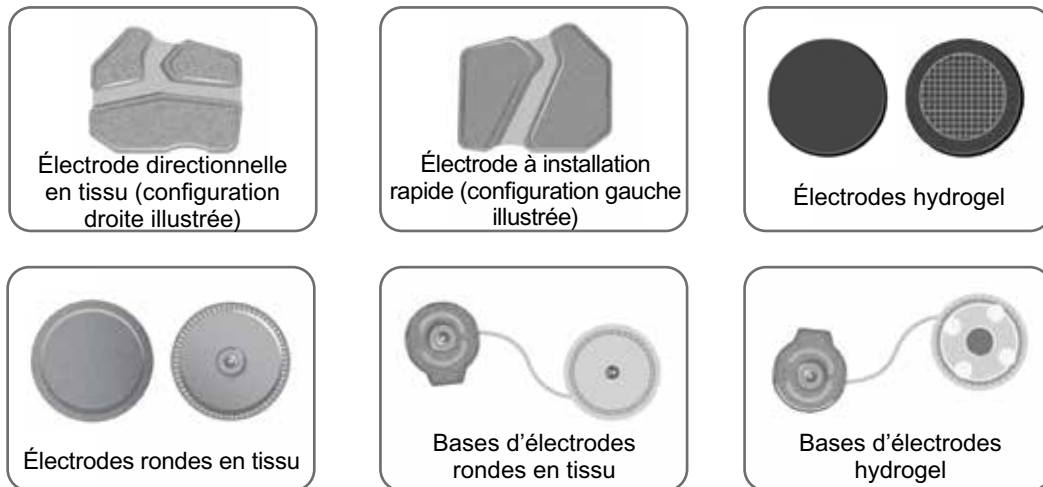 Électrode directionnelle
en tissu (configuration
droite illustrée)
Électrode à installation
rapide (configuration gauche
illustrée)
Électrodes hydrogel
Électrodes rondes en tissu
Bases d’électrodes
rondes en tissu
Bases d’électrodes
hydrogel